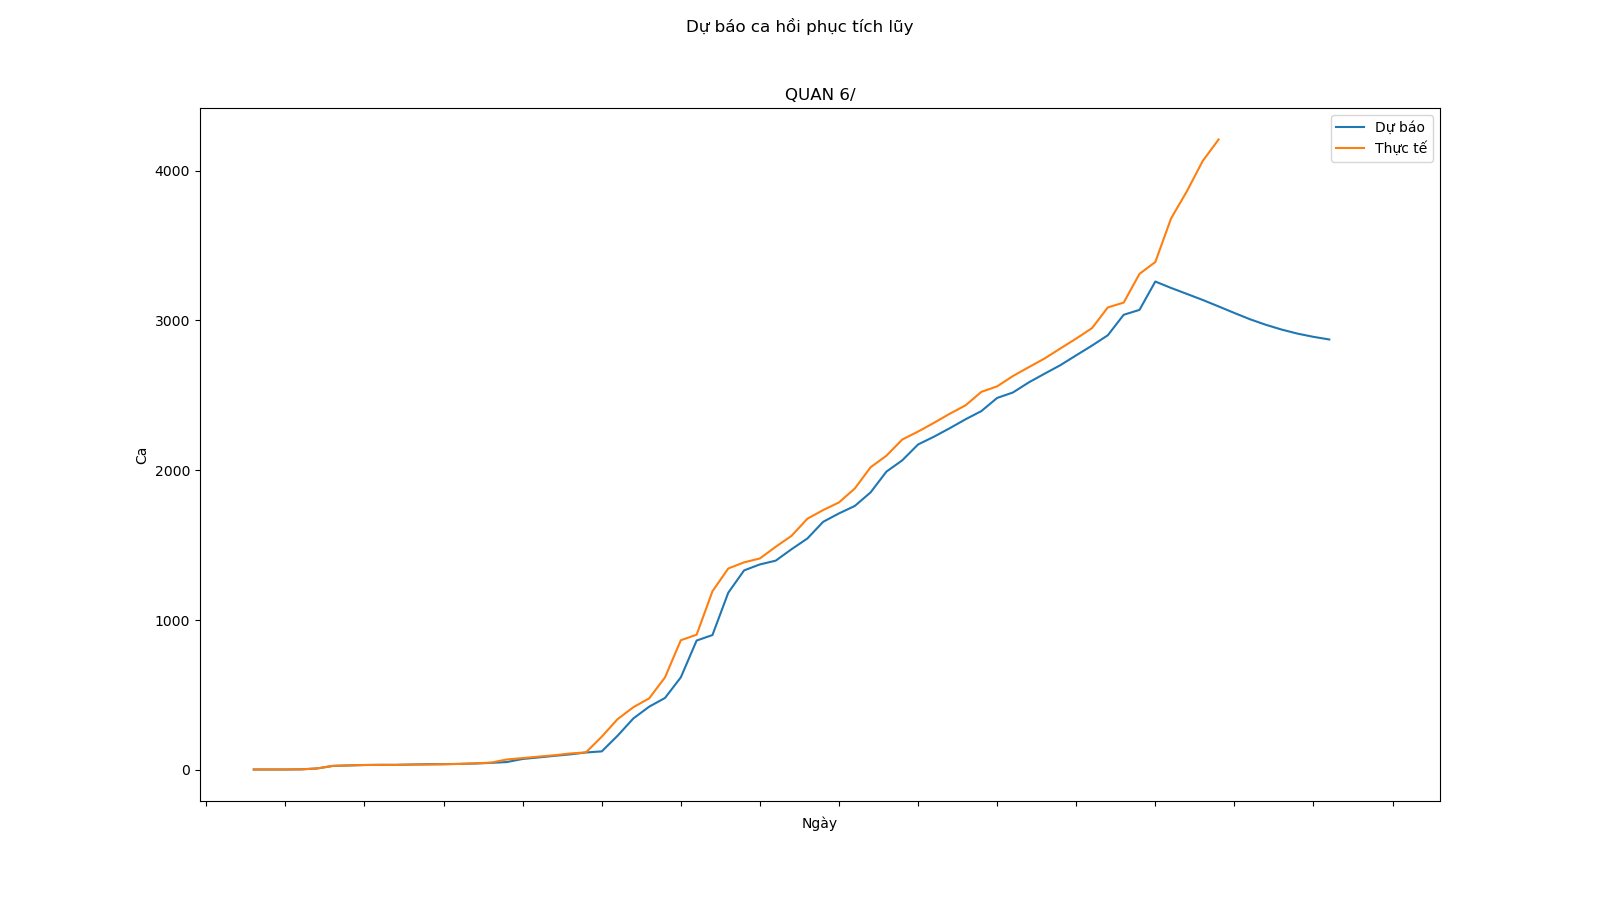 Dự báo ca hồi phục tích lũy
QUAN 6/
Dự báo
Thực tế
4000
3000
2000
1000
0
Ca
Ngày